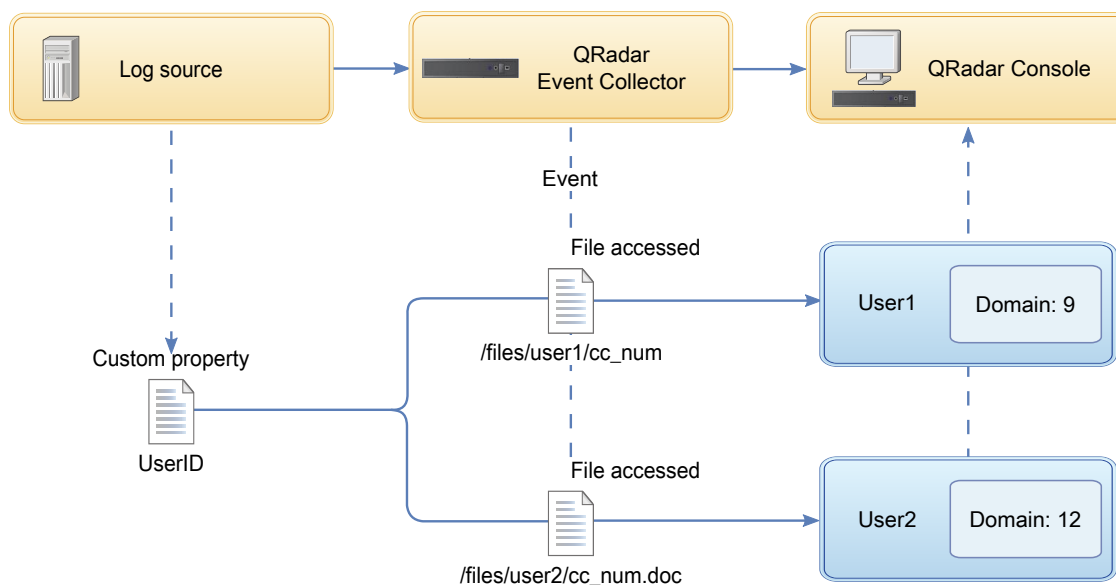 Log source
QRadar
Event Collector
QRadar Console
Event
File accessed
User1
Domain: 9
/files/user1/cc_num
Custom property
UserID
File accessed
User2
Domain: 12
/files/user2/cc_num.doc